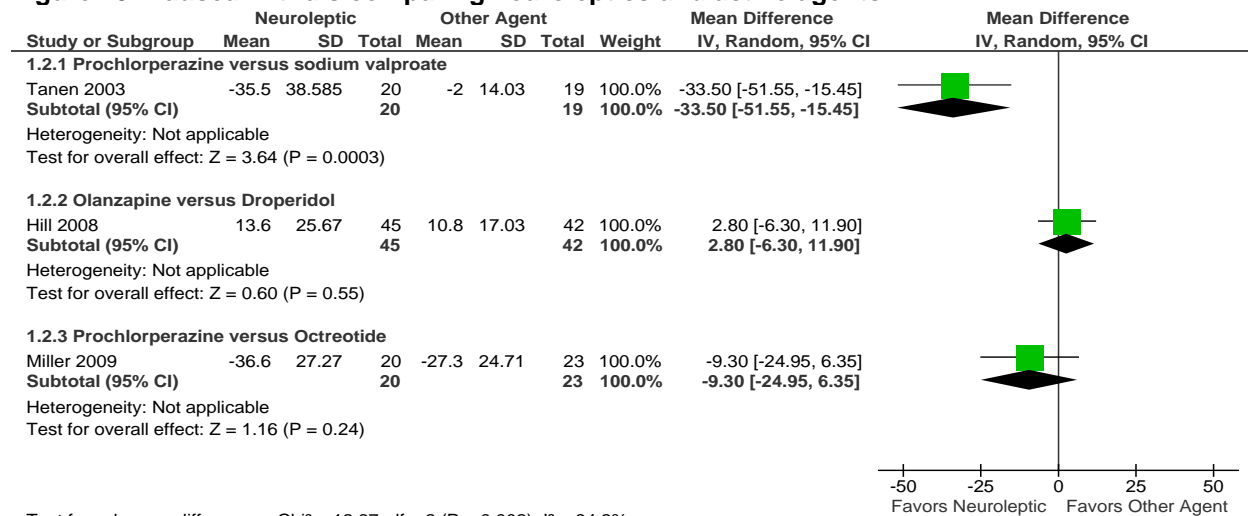 Neuroleptic Other Agent Mean Difference Mean Difference
Study or Subgroup Mean SD Total Mean SD Total Weight IV, Random, 95% CI IV, Random, 95% CI
1.2.1 Prochlorperazine versus sodium valproate
Tanen 2003 -35.5 38.585 20 -2 14.03 19 100.0% -33.50 [-51.55, -15.45]
Subtotal (95% CI) 20 19 100.0% -33.50 [-51.55, -15.45]
Heterogeneity: Not applicable
Test for overall effect: Z = 3.64 (P = 0.0003)
1.2.2 Olanzapine versus Droperidol
Hill 2008 13.6 25.67 45 10.8 17.03 42 100.0% 2.80 [-6.30, 11.90]
Subtotal (95% CI) 45 42 100.0% 2.80 [-6.30, 11.90]
Heterogeneity: Not applicable
Test for overall effect: Z = 0.60 (P = 0.55)
1.2.3 Prochlorperazine versus Octreotide
Miller 2009 -36.6 27.27 20 -27.3 24.71 23 100.0% -9.30 [-24.95, 6.35]
Subtotal (95% CI) 20 23 100.0% -9.30 [-24.95, 6.35]
Heterogeneity: Not applicable
Test for overall effect: Z = 1.16 (P = 0.24)
-50 -25 0 25 50
Favors Neuroleptic Favors Other Agent